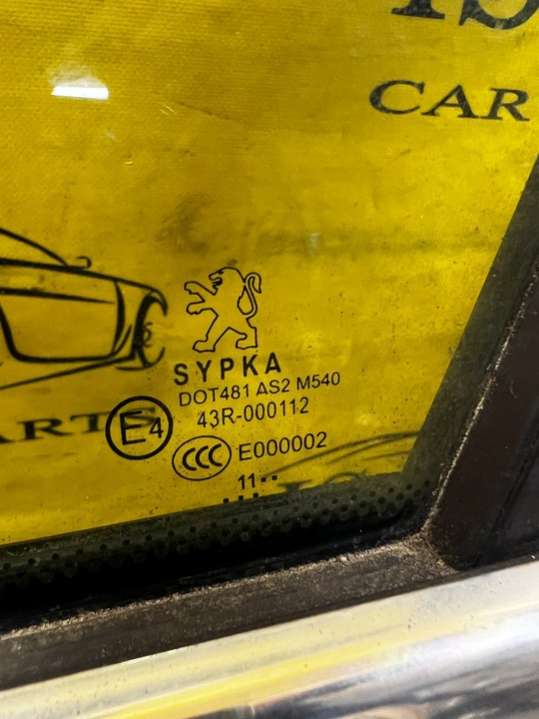 CAR
SYPKA
DOT481 AS2 M540
43R-000112
E4
CCC E000002
11••